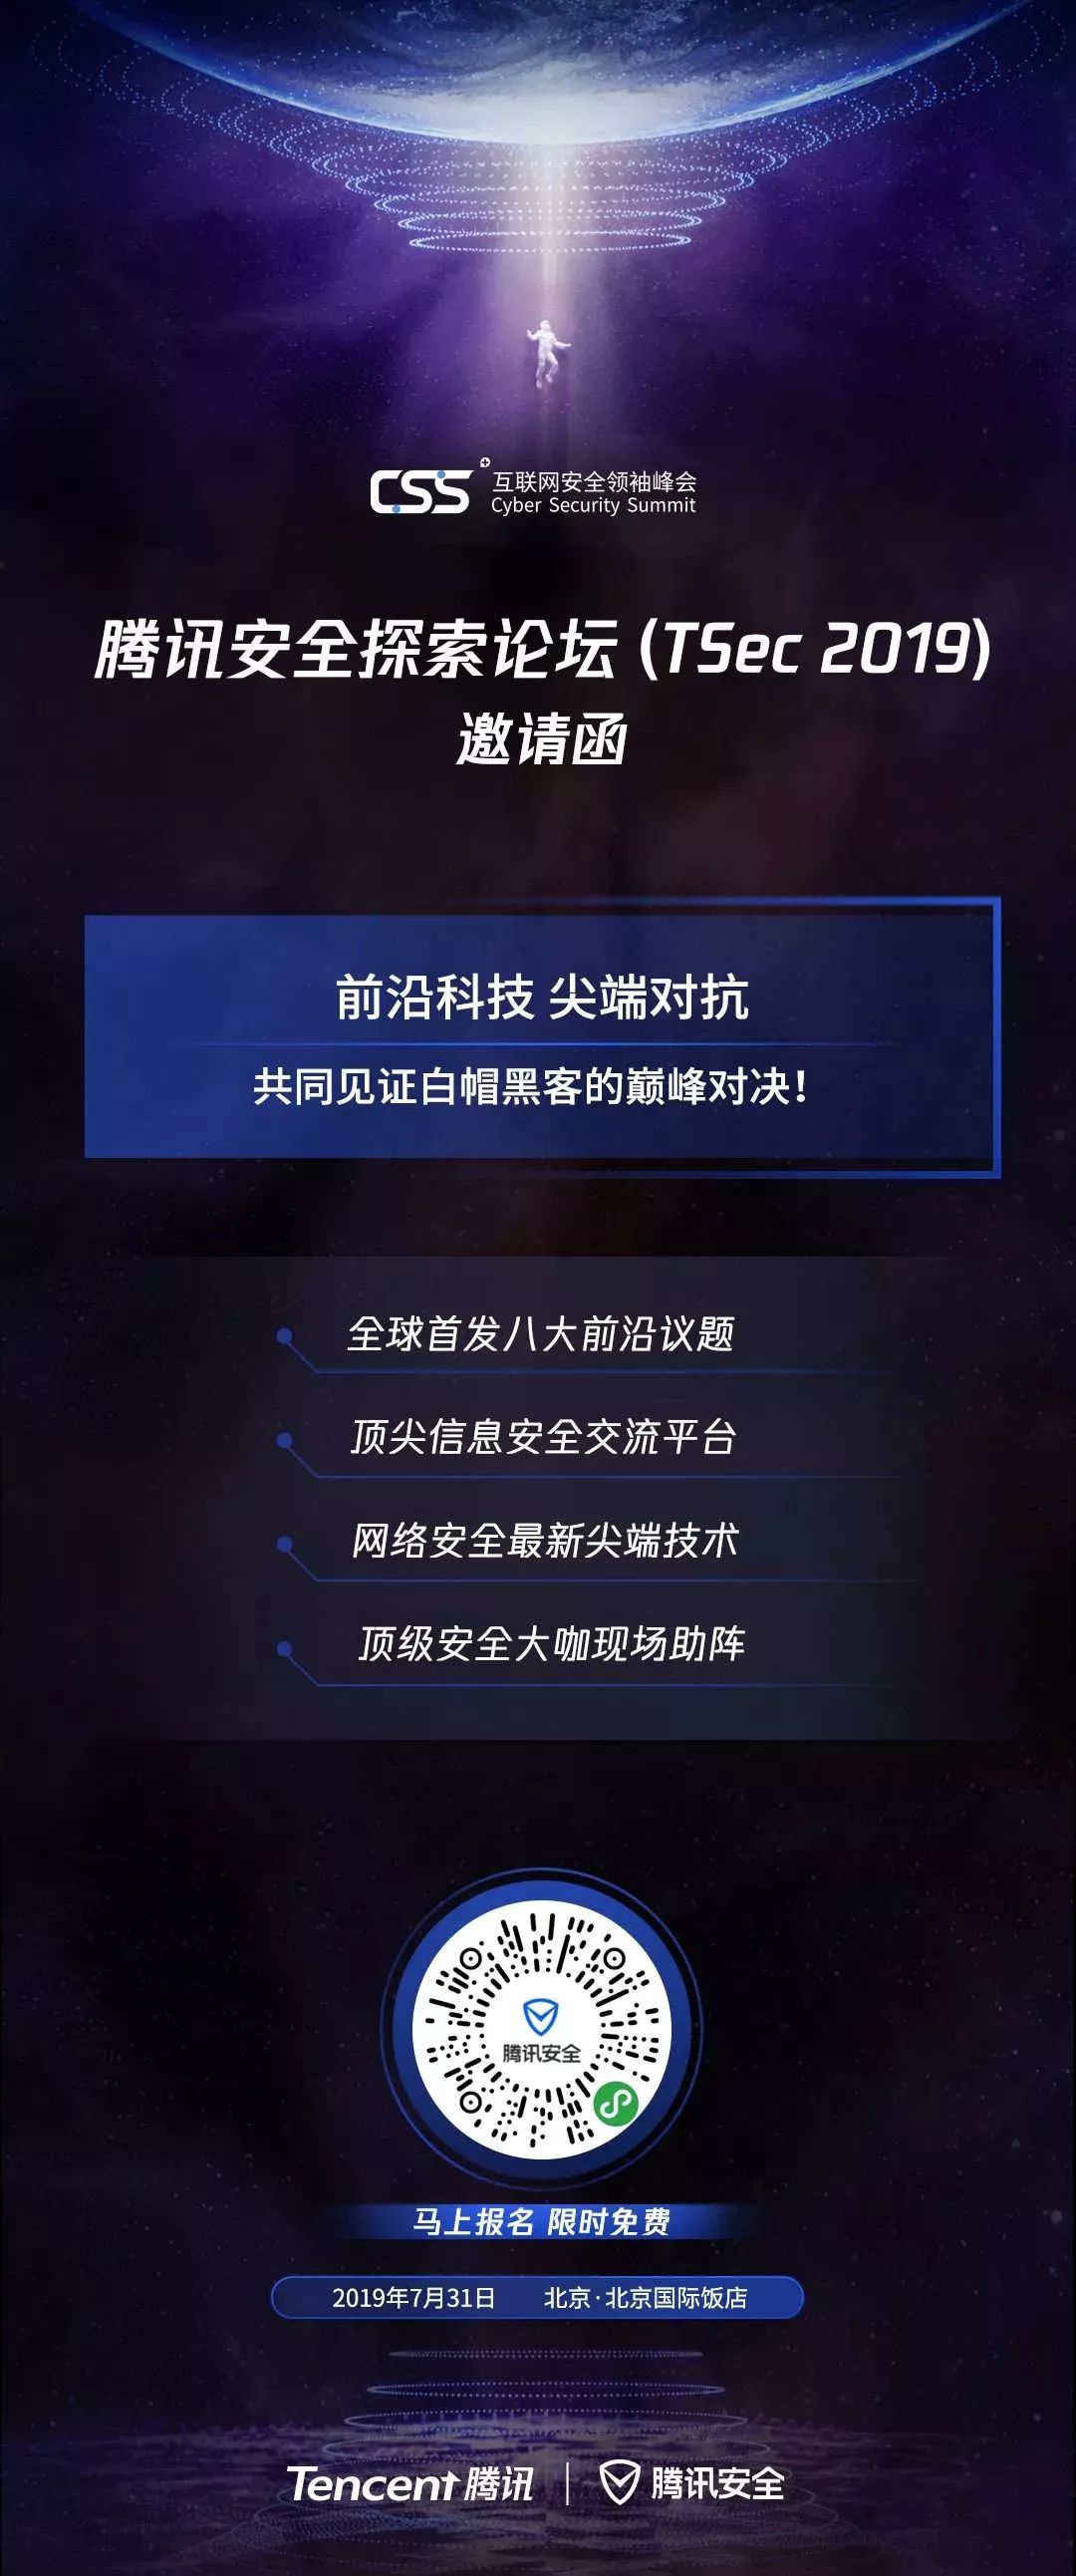 CSS 互联网安全领袖峰会
Cyber Security Summit
腾讯安全探索论坛 (TSec 2019)
邀请函
前沿科技 尖端对抗
共同见证白帽黑客的巅峰对决!
全球首发八大前沿议题
顶尖信息安全交流平台
网络安全最新尖端技术
顶级安全大咖现场助阵
腾讯安全
马上报名 限时免费
2019年7月31日 北京·北京国际饭店
Tencent 腾讯 | 腾讯安全